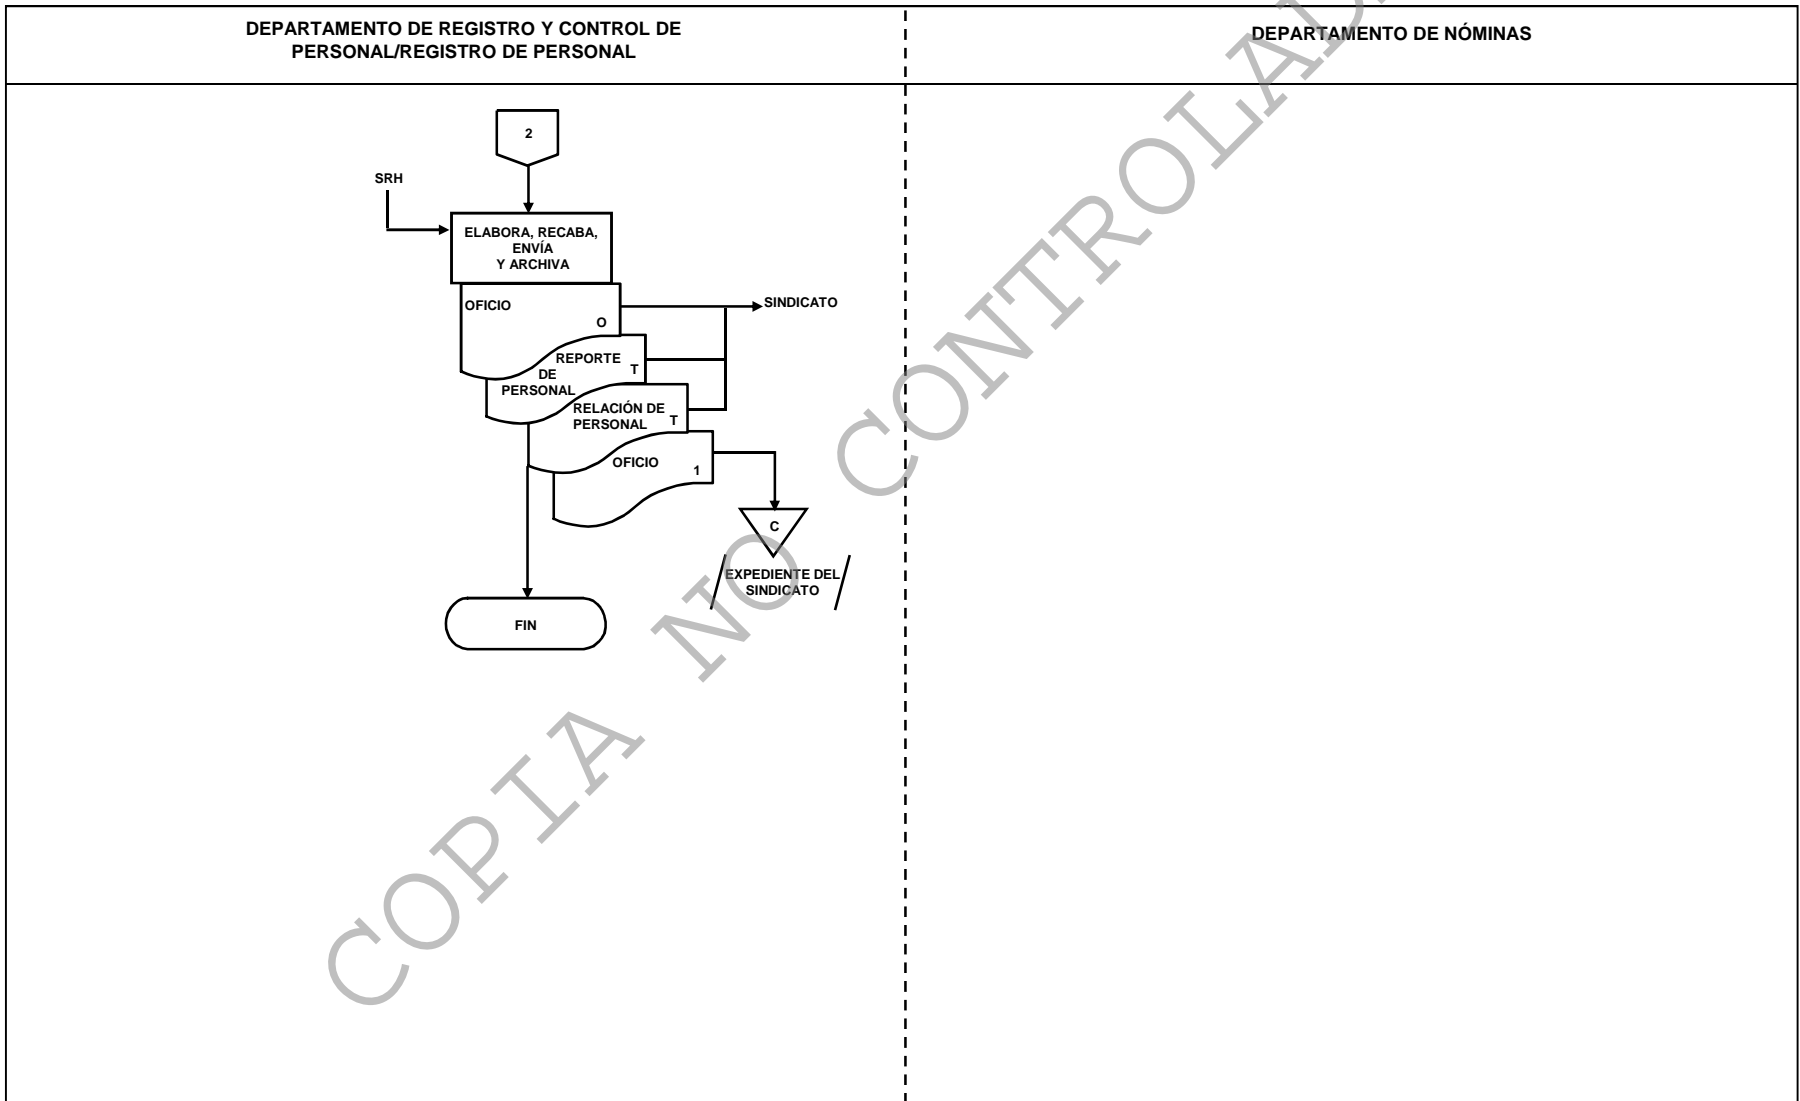 DEPARTAMENTO DE REGISTRO Y CONTROL DE
PERSONAL/REGISTRO DE PERSONAL
DEPARTAMENTO DE NÓMINAS
2
SRH
ELABORA, RECABA,
ENVÍA
Y ARCHIVA
OFICIO
O
SINDICATO
REPORTE
DE
PERSONAL
T
RELACIÓN DE
PERSONAL
T
OFICIO
1
C
EXPEDIENTE DEL
SINDICATO
FIN
COPIA NO CONTROLAD